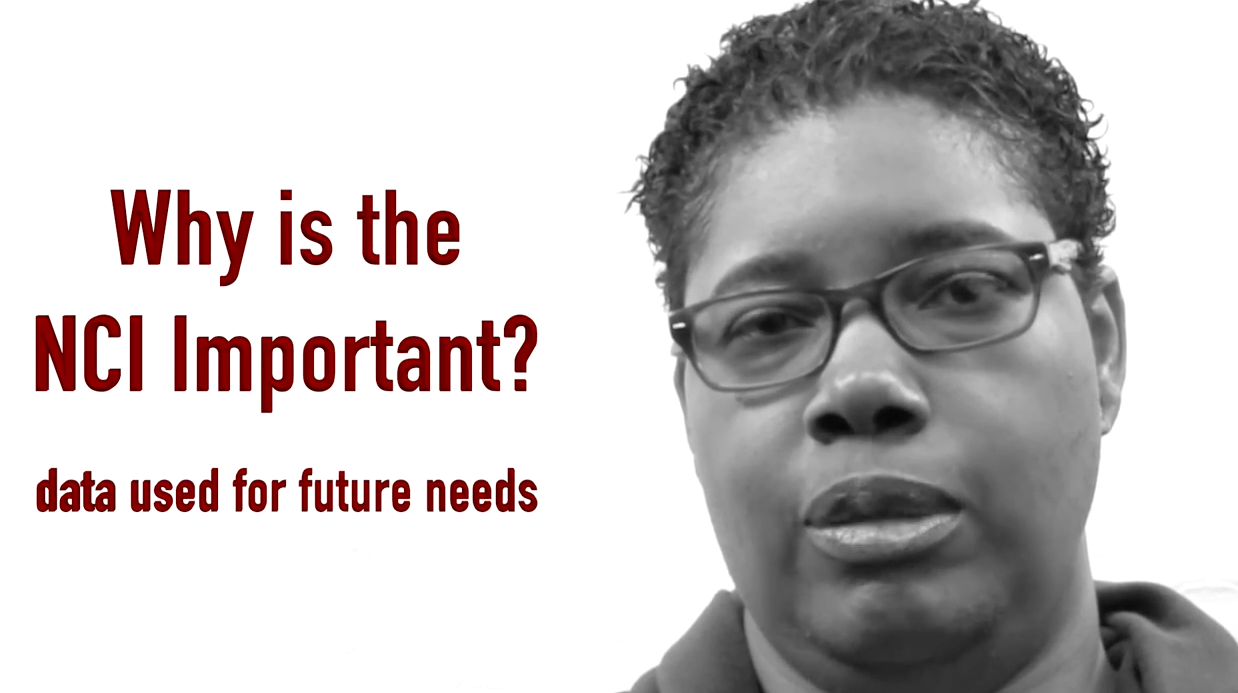 Why is the
NCI Important?
data used for future needs